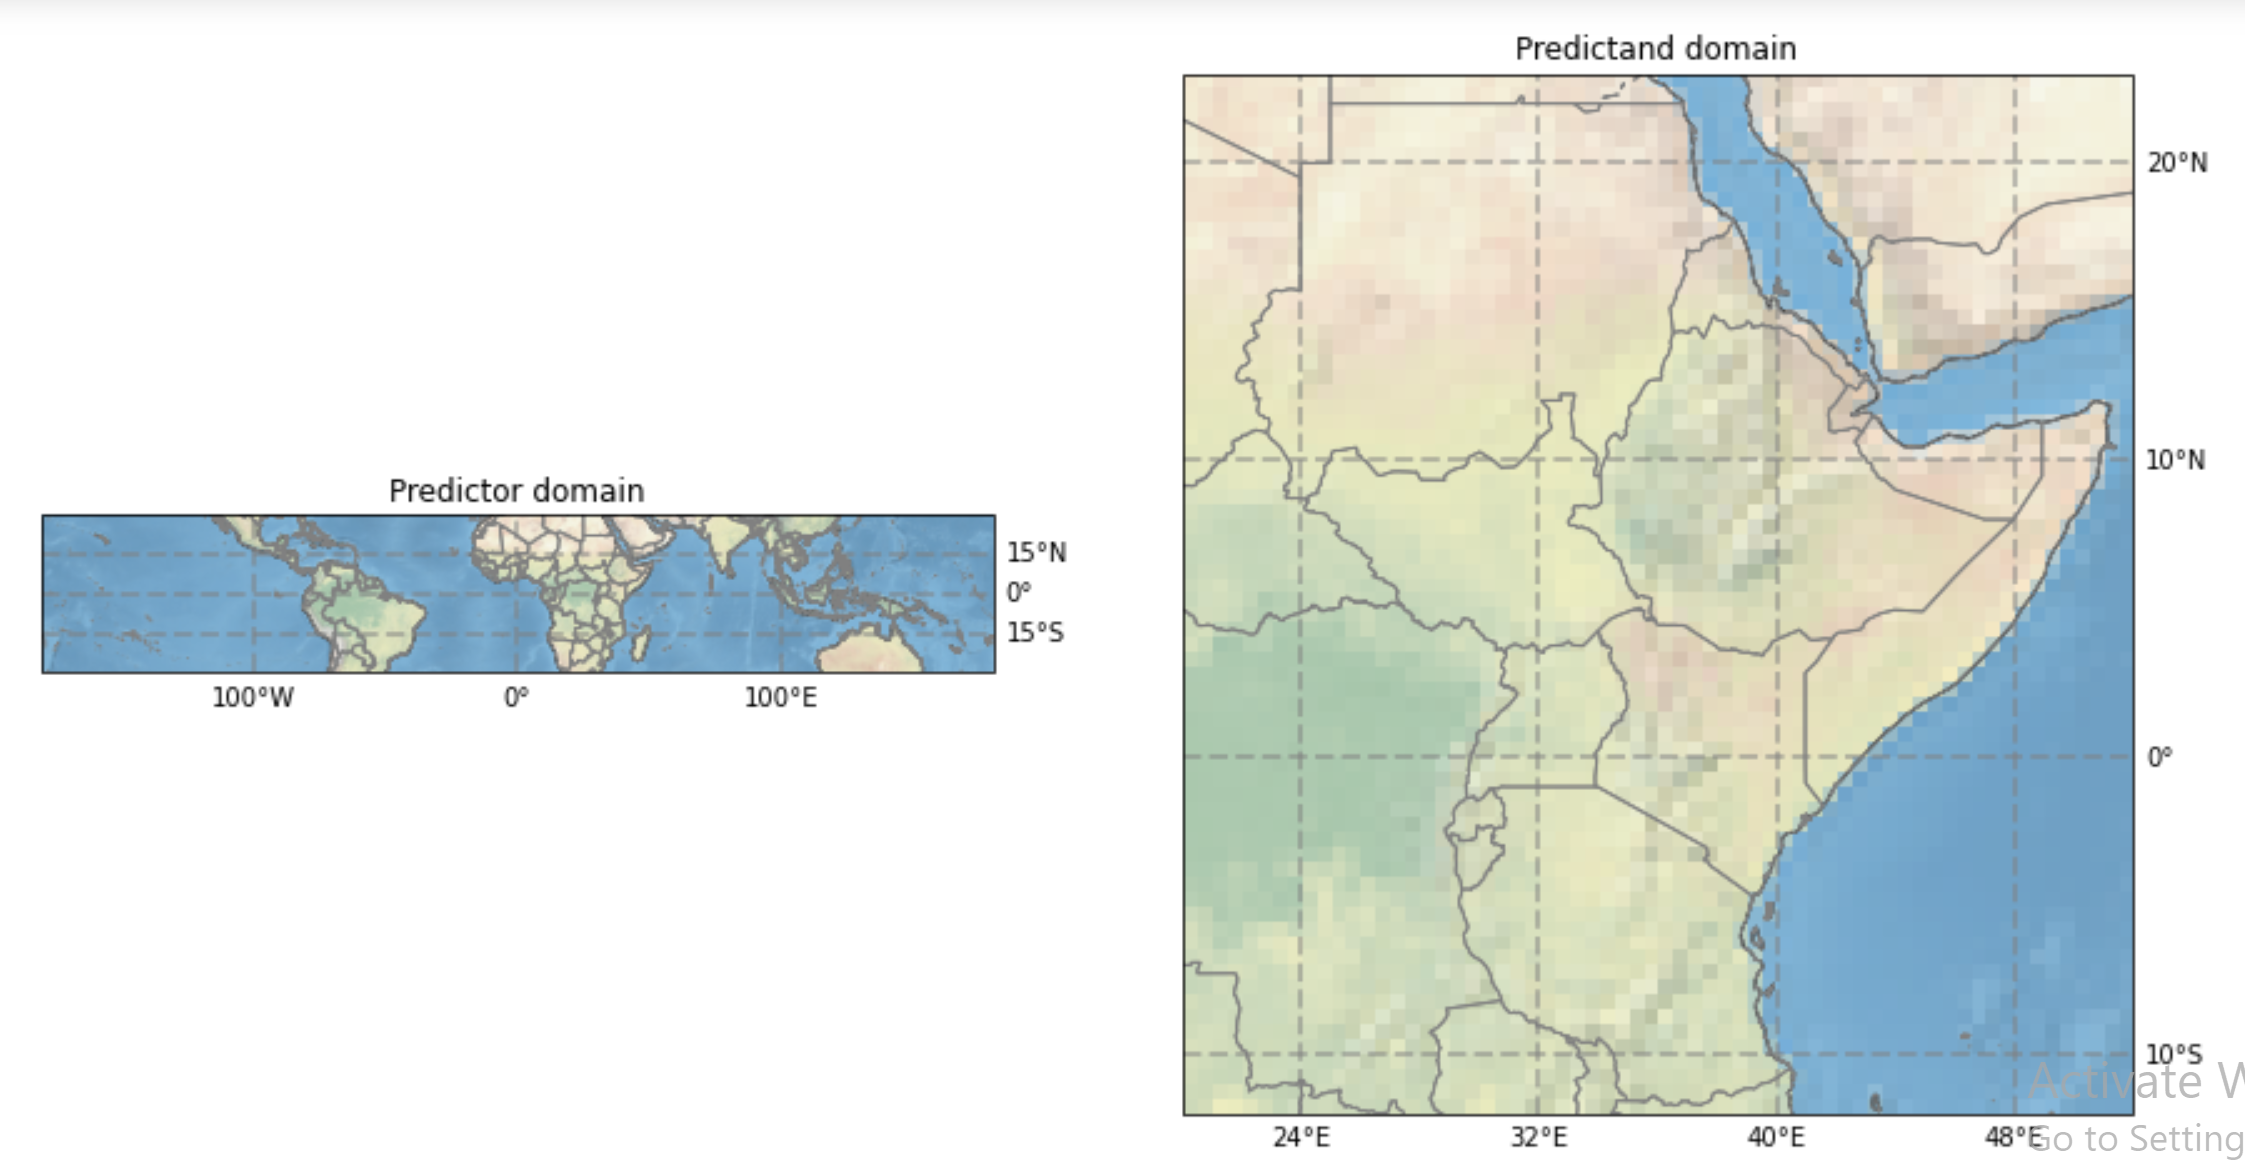 Predictor domain
15°N
0°
15°S
100°W 0° 100°E
Predictand domain
20°N
10°N
0°
10°S
24°E 32°E 40°E 48°E
Activate W
Go to Setting